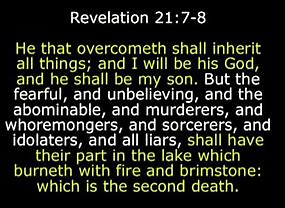 Revelation 21:7-8
He that overcometh shall inherit
all things; and I will be his God,
and he shall be my son. But the
fearful, and unbelieving, and the
abominable, and murderers, and
whoremongers, and sorcerers, and
idolaters, and all liars, shall have
their part in the lake which
burneth with fire and brimstone:
which is the second death.